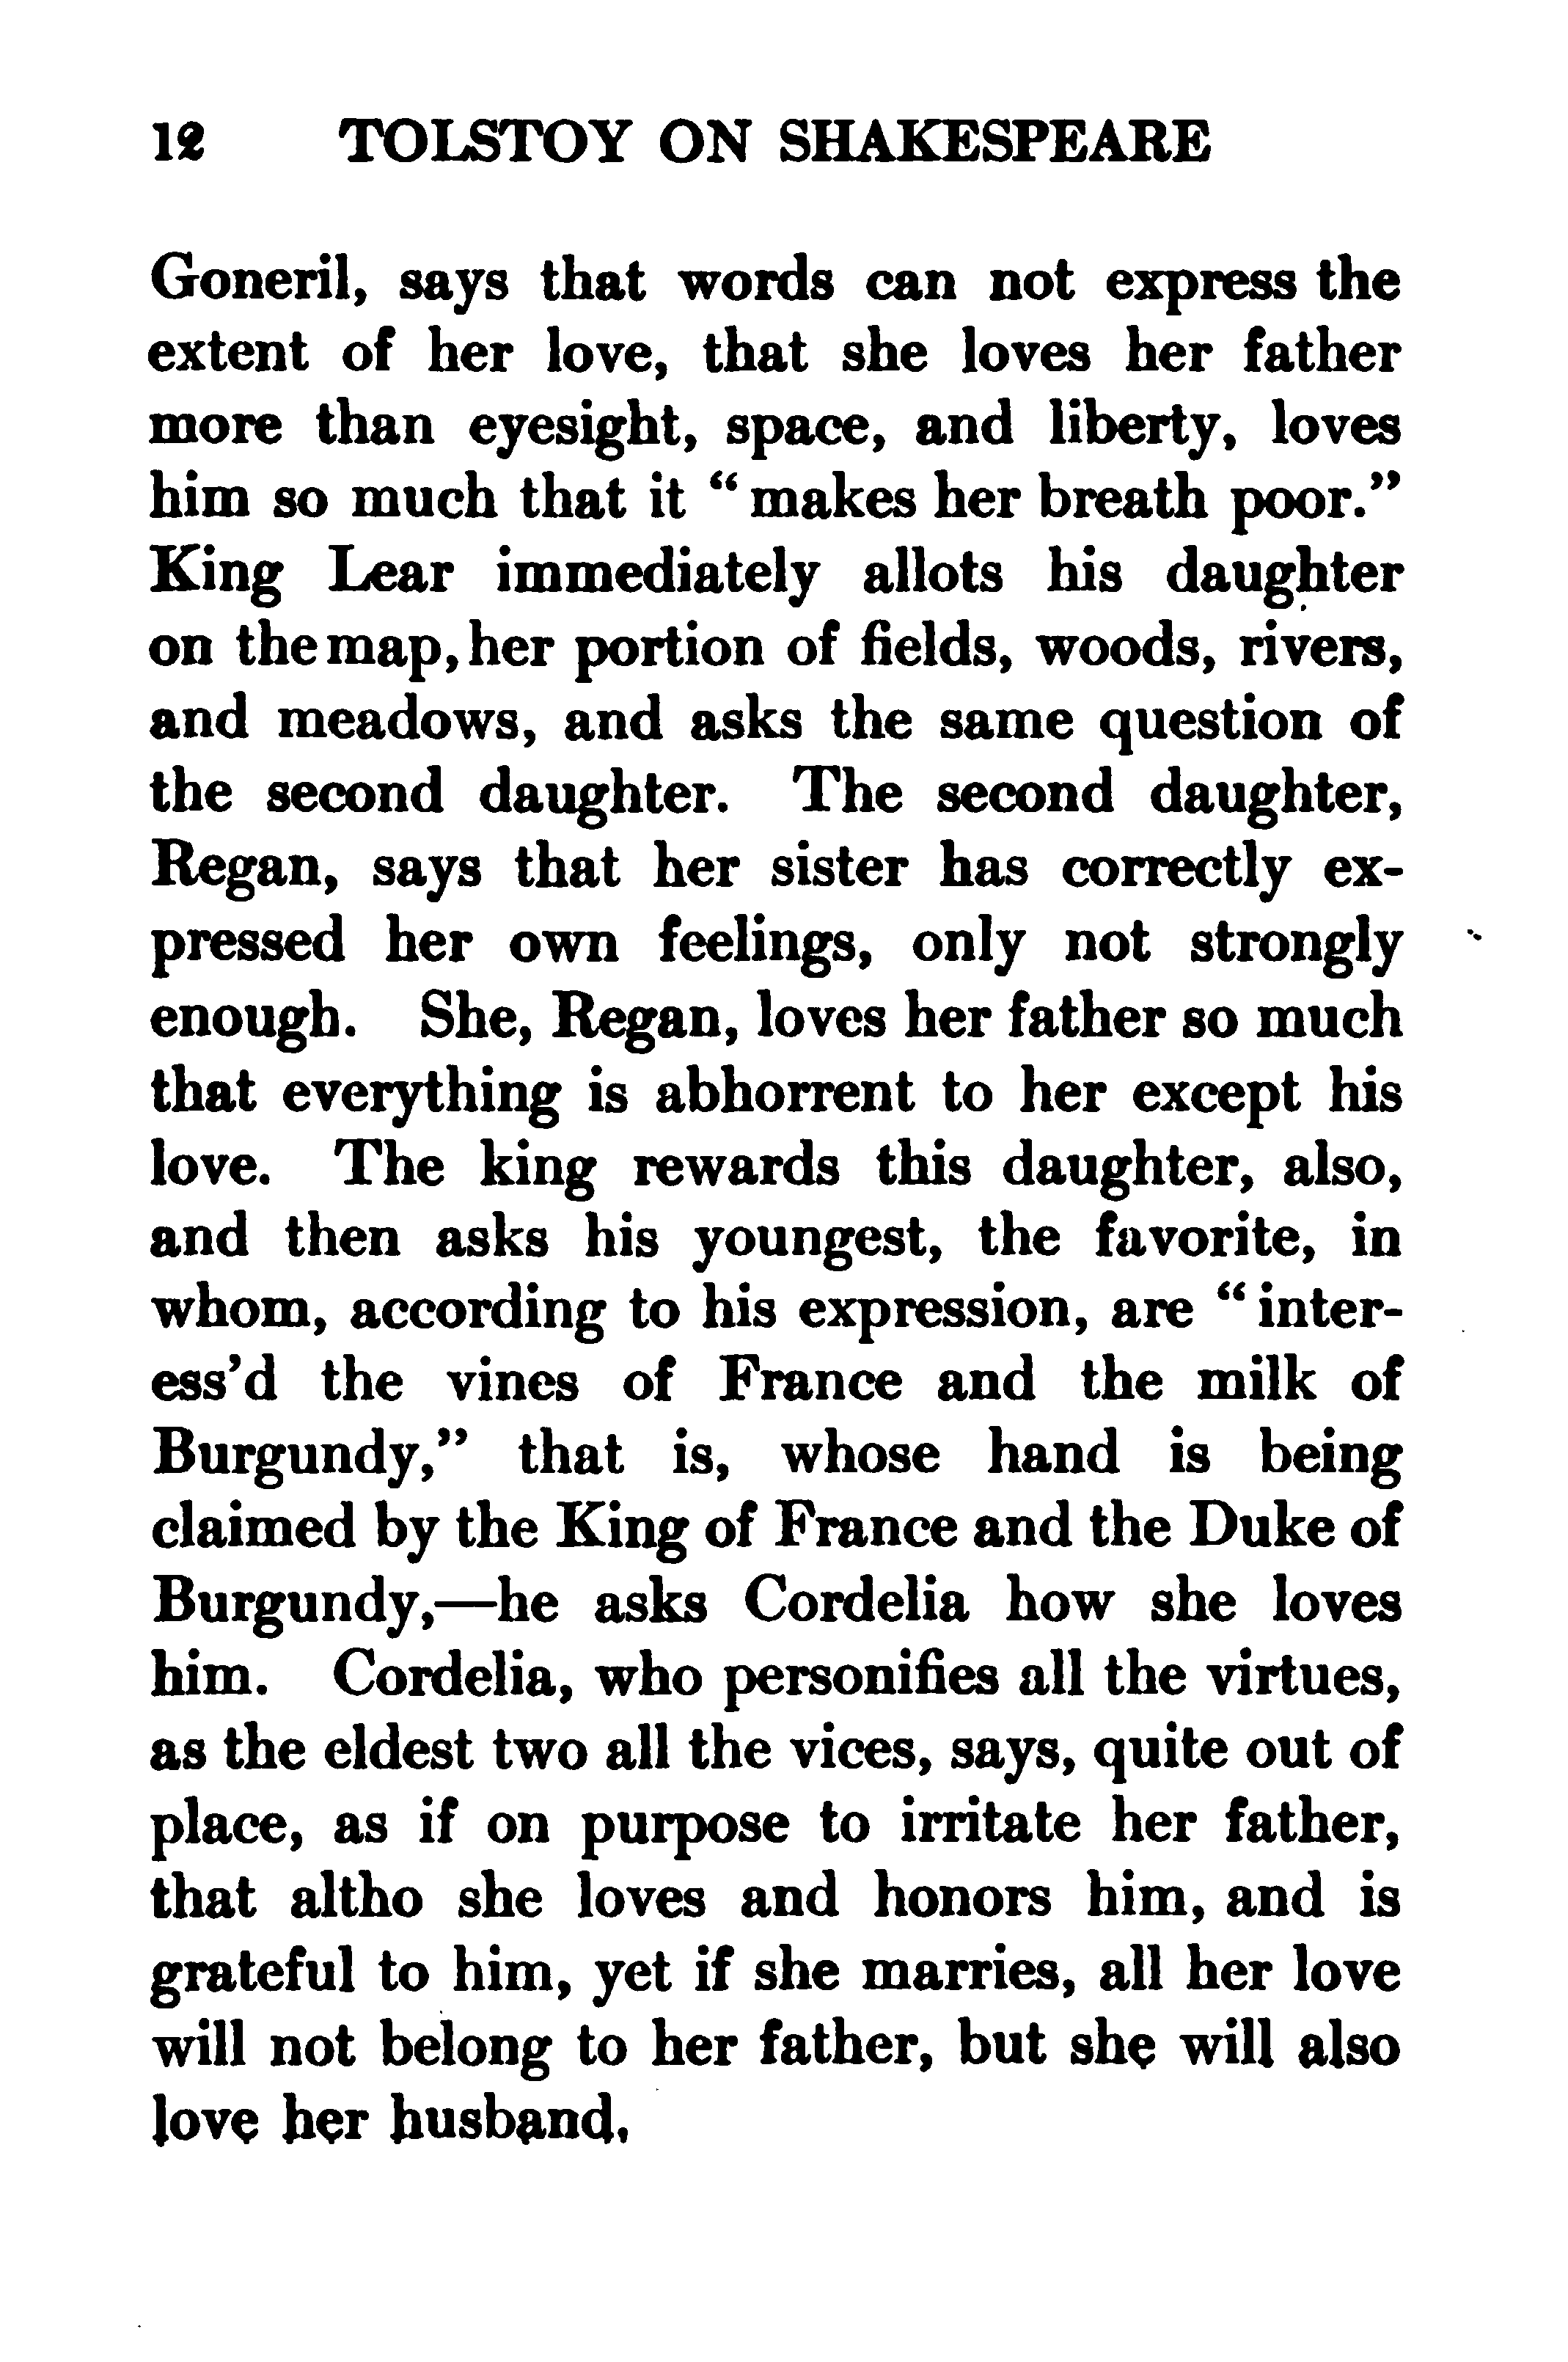 12 TOLSTOY ON SHAKESPEARE
Goneril, says that words can not express the
extent of her love, that she loves her father
more than eyesight, space, and liberty, loves
him so much that it “ makes her breath poor.”
King Lear immediately allots his daughter
on the map, her portion of fields, woods, rivers,
and meadows, and asks the same question of
the second daughter. The second daughter,
Regan, says that her sister has correctly ex-
pressed her own feelings, only not strongly
enough. She, Regan, loves her father so much
that everything is abhorrent to her except his
love. The king rewards this daughter, also,
and then asks his youngest, the favorite, in
whom, according to his expression, are “ inter-
ess’d the vines of France and the milk of
Burgundy,” that is, whose hand is being
claimed by the King of France and the Duke of
Burgundy,—he asks Cordelia how she loves
him. Cordelia, who personifies all the virtues,
as the eldest two all the vices, says, quite out of
place, as if on purpose to irritate her father,
that altho she loves and honors him, and is
grateful to him, yet if she marries, all her love
will not belong to her father, but she will also
love her husband.